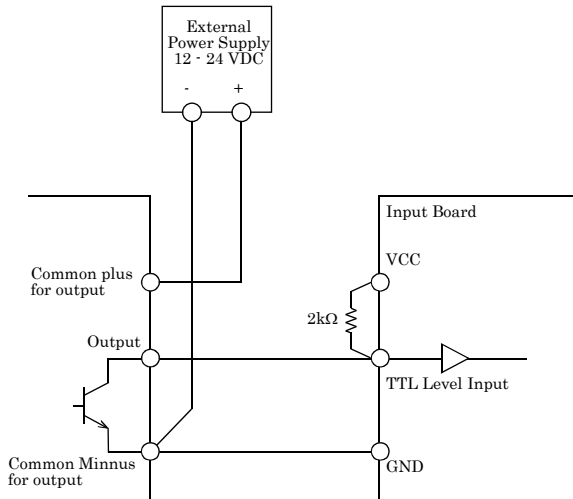 External
Power Supply
12 - 24 VDC
- +
Input Board
VCC
Common plus
for output
2kΩ
Output
TTL Level Input
Common Minnus
for output
GND